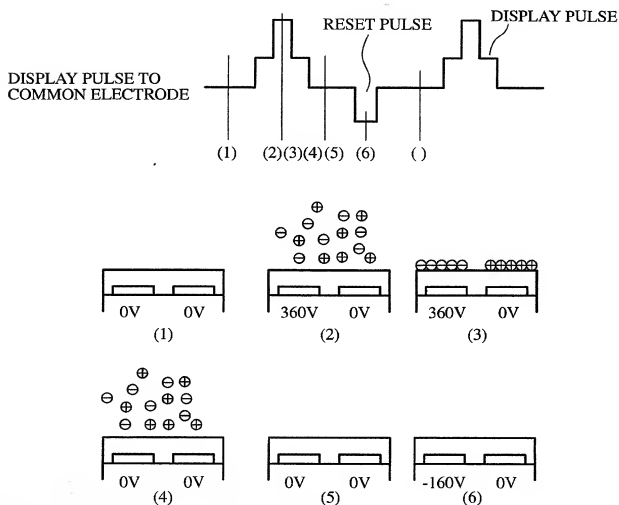 RESET PULSE
DISPLAY PULSE
DISPLAY PULSE TO
COMMON ELECTRODE
(1) (2)(3)(4)(5) (6) ( )
0V 0V
(1)
360V 0V
(2)
360V 0V
(3)
0V 0V
(4)
0V 0V
(5)
-160V 0V
(6)